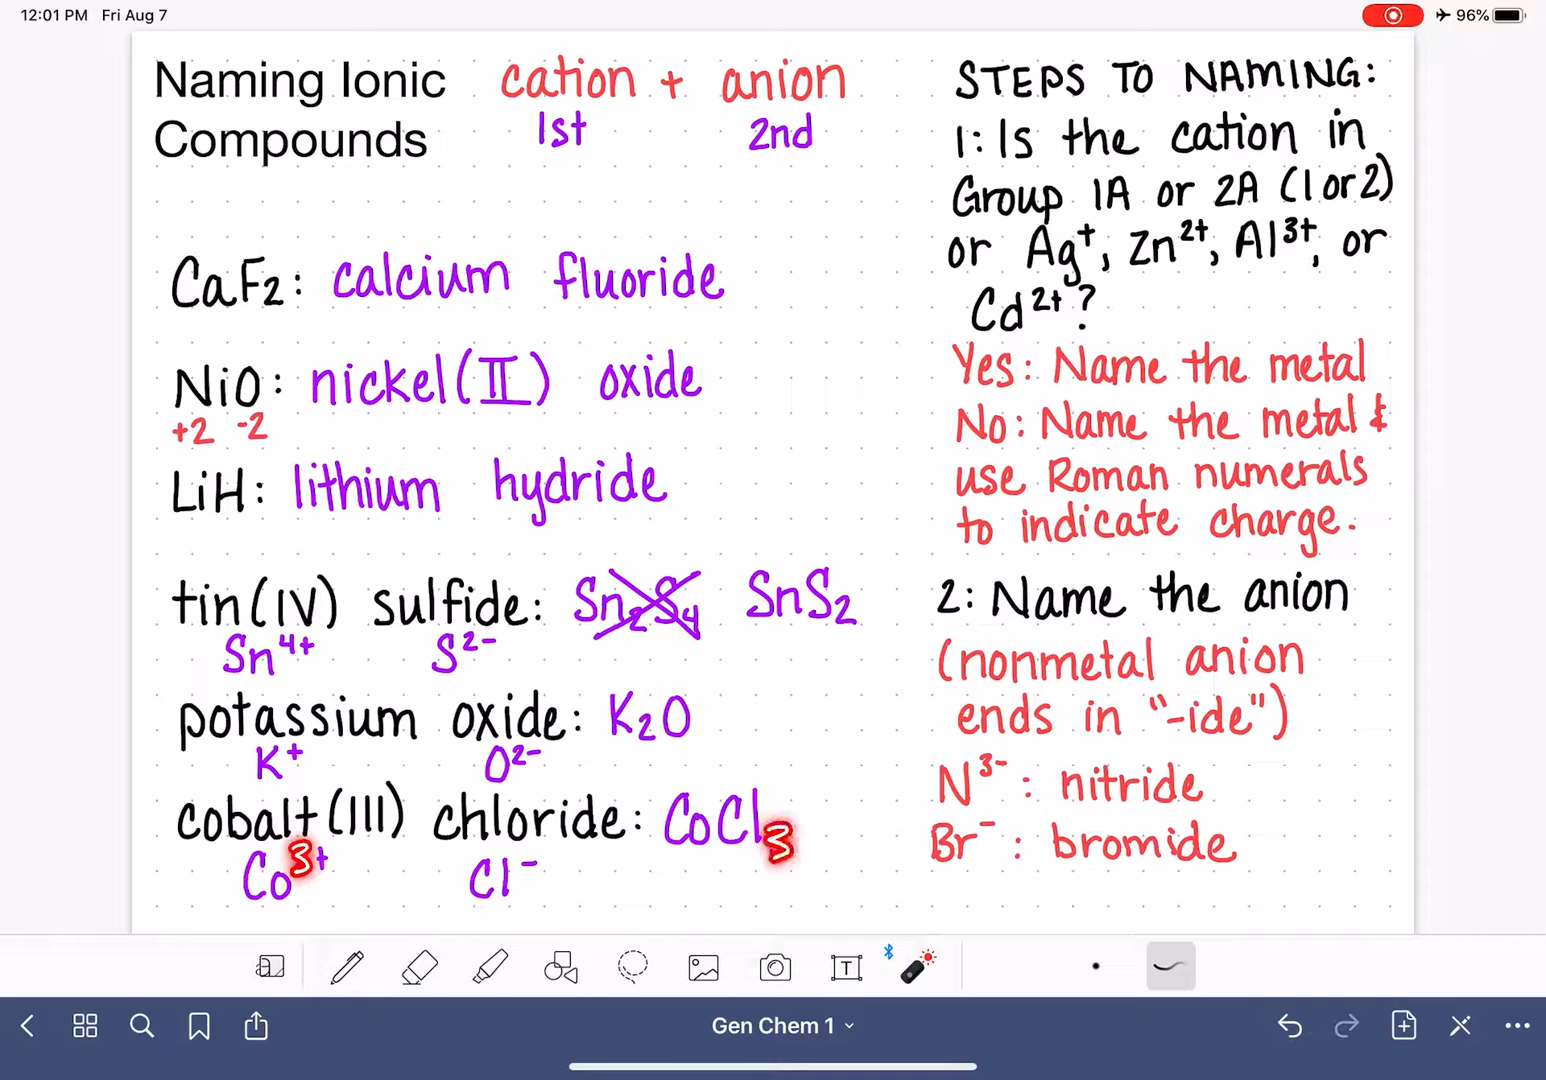 12:01 PM Fri Aug 7
96%
Naming Ionic
Compounds
cation + anion
1st 2nd
CaF2: calcium fluoride
NiO: nickel(II) oxide
+2 -2
LiH: lithium hydride
tin(IV) sulfide: Sn₂S₄ SnS₂
Sn⁴⁺ S²⁻
potassium oxide: K₂O
K⁺ O²⁻
cobalt(III) chloride: CoCl₃
Co³⁺ Cl⁻
STEPS TO NAMING:
1: Is the cation in
Group 1A or 2A (1 or 2)
or Ag⁺, Zn²⁺, Al³⁺, or
Cd²⁺?
Yes: Name the metal
No: Name the metal &
use Roman numerals
to indicate charge.
2: Name the anion
(nonmetal anion
ends in "-ide")
N³⁻: nitride
Br⁻: bromide
T
Gen Chem 1